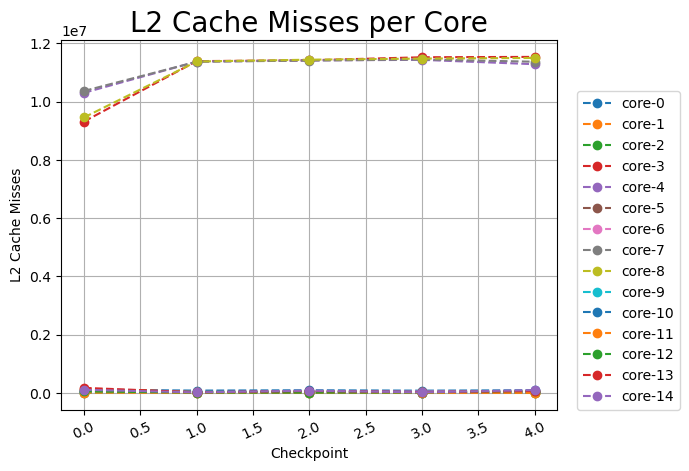 L2 Cache Misses per Core
1e7
1.2
1.0
0.8
0.6
0.4
0.2
0.0
L2 Cache Misses
0.0 0.5 1.0 1.5 2.0 2.5 3.0 3.5 4.0
Checkpoint
core-0
core-1
core-2
core-3
core-4
core-5
core-6
core-7
core-8
core-9
core-10
core-11
core-12
core-13
core-14